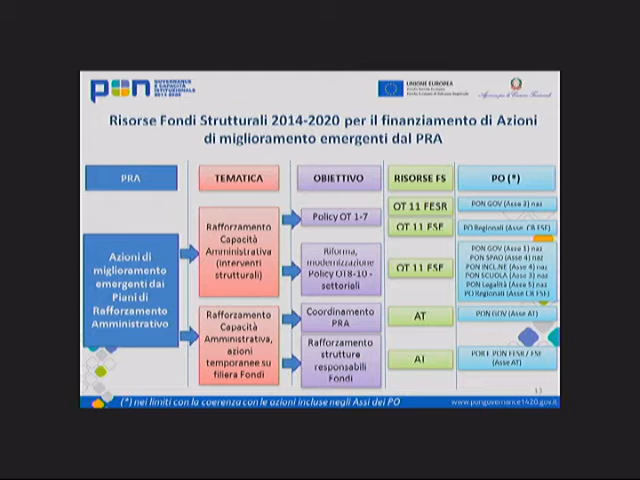 pon GOVERNANCE
E CAPACITÀ
ISTITUZIONALE
2014-2020
UNIONE EUROPEA
Risorse Fondi Strutturali 2014-2020 per il finanziamento di Azioni
di miglioramento emergenti dal PRA
PRA
TEMATICA
OBIETTIVO
RISORSE FS
PO (*)
Azioni di
miglioramento
emergenti dai
Piani di
Rafforzamento
Amministrativo
Rafforzamento
Capacità
Amministrativa
(interventi
strutturali)
Policy OT 1-7
OT 11 FESR
PON GOV (Asse 3) naz
OT 11 FSE
PO Regionali (Asse CB FSE)
Riforma,
modernizzazione
Policy OT8-10 -
settoriali
OT 11 FSE
PON GOV (Asse 1) naz
PON SPAO (Asse 4) naz
PON INCL.NE (Asse 4) naz
PON SCUOLA (Asse 3) naz
PON Legalità (Asse 5) naz
PO Regionali (Asse CB FSE)
Rafforzamento
Capacità
Amministrativa, azioni
temporanee su
filiera Fondi
Coordinamento
PRA
AT
PON GOV (Asse AT)
Rafforzamento
strutture
responsabili
Fondi
AT
POR E PON FESR / FSE
(Asse AT)
13
(*) nei limiti con la coerenza con le azioni incluse negli Assi dei PO
www.pongovernance1420.gov.it